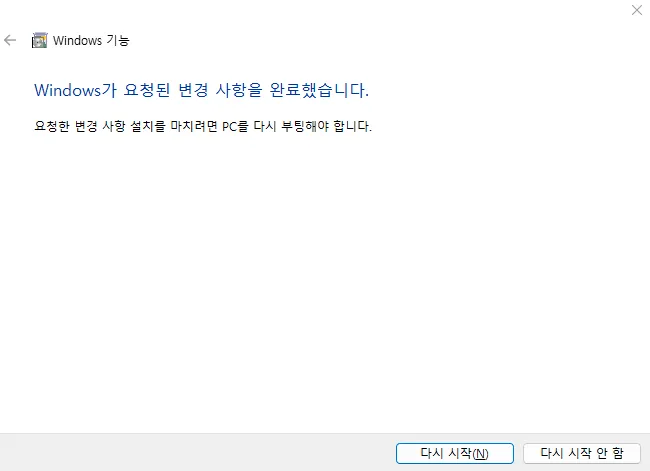 Windows 기능
Windows가 요청된 변경 사항을 완료했습니다.
요청한 변경 사항 설치를 마치려면 PC를 다시 부팅해야 합니다.
다시 시작(N)
다시 시작 안 함